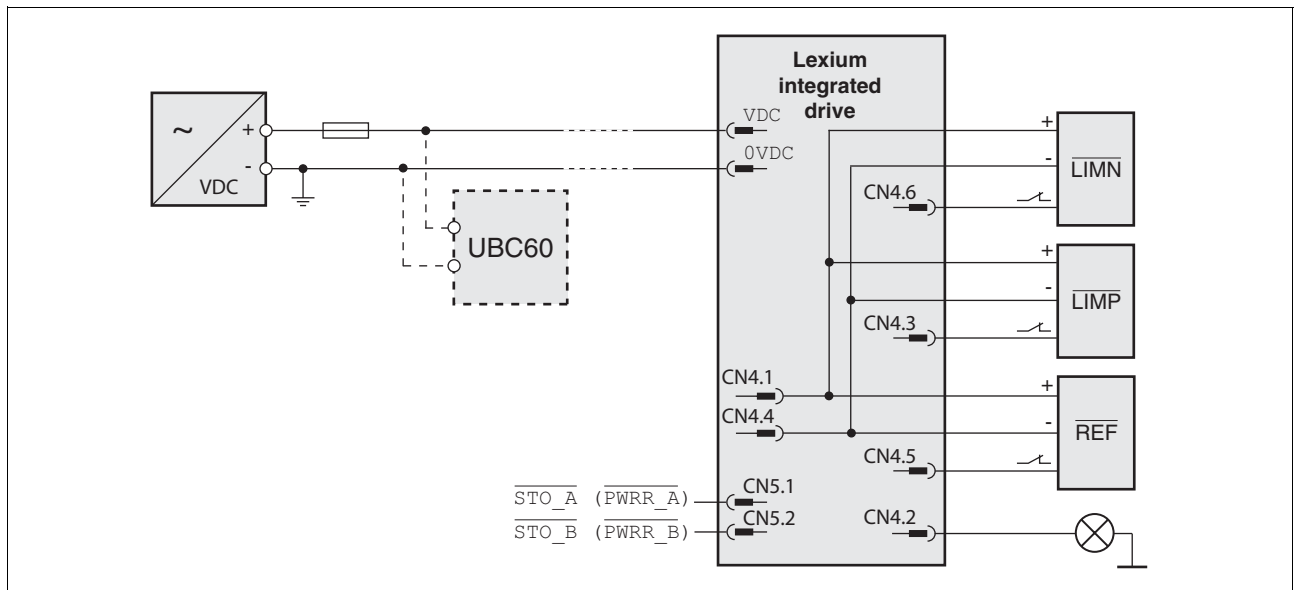 Lexium
integrated
drive
~
+
-
VDC
VDC
0VDC
UBC60
+
-
LIMN
CN4.6
+
-
LIMP
CN4.3
CN4.1
CN4.4
+
-
REF
CN4.5
STO_A (PWRR_A)
CN5.1
STO_B (PWRR_B)
CN5.2
CN4.2